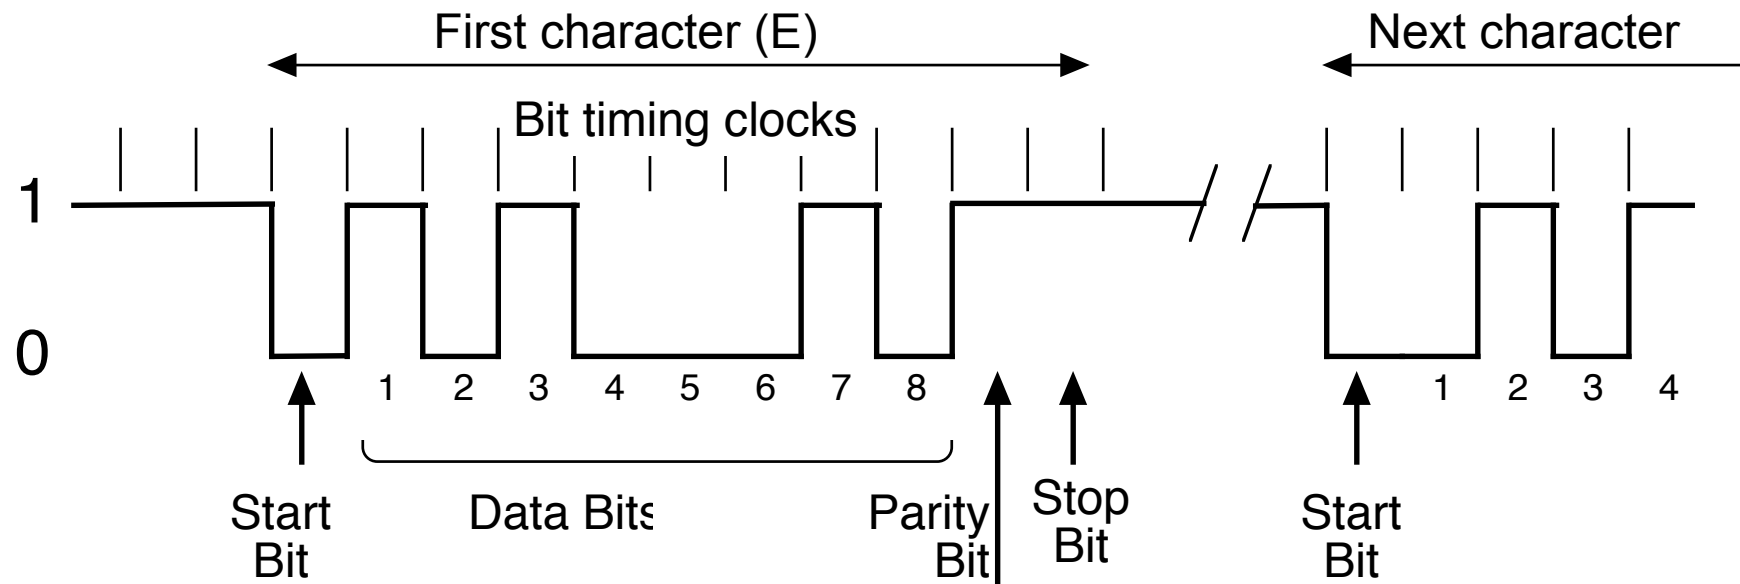 First character (E)
Next character
Bit timing clocks
1
0
1 2 3 4 5 6 7 8
1 2 3 4
Start
Bit
Data Bits
Parity
Bit
Stop
Bit
Start
Bit